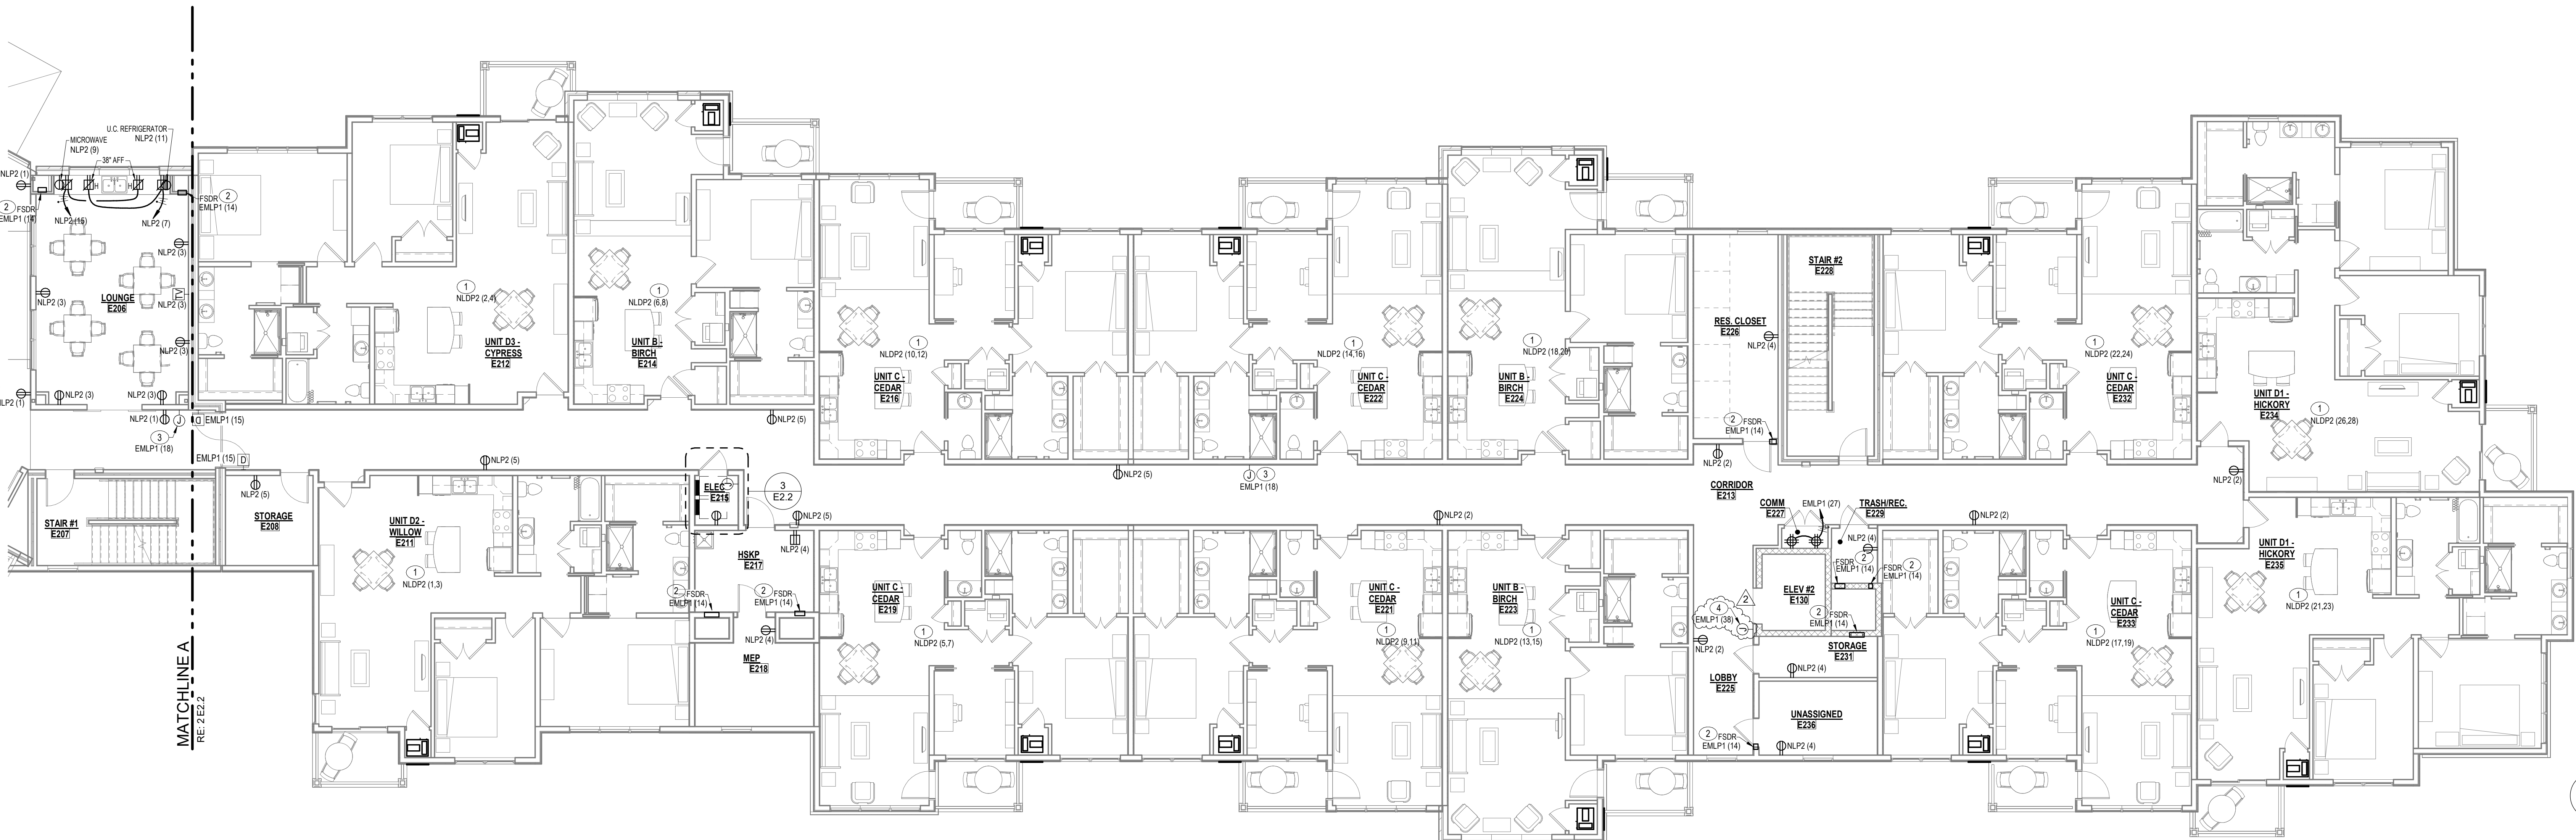 U.C. REFRIGERATOR
NLP2 (11)
MICROWAVE
NLP2 (9)
38" AFF
NLP2 (1)
2
FSDR
EMLP1 (14)
2
FSDR
EMLP1 (14)
NLP2 (15)
NLP2 (7)
NLP2 (3)
NLP2 (3)
LOUNGE
E206
TV
NLP2 (3)
NLP2 (3)
NLP2 (1)
NLP2 (3)
NLP2 (3)
NLP2 (1)
J
D
EMLP1 (15)
3
EMLP1 (18)
EMLP1 (15)
D
NLP2 (5)
STAIR #1
E207
STORAGE
E208
MATCHLINE A
RE: 2 E2.2
1
NLDP2 (2,4)
UNIT D3 -
CYPRESS
E212
1
NLDP2 (6,8)
UNIT B -
BIRCH
E214
NLP2 (5)
NLP2 (5)
UNIT D2 -
WILLOW
E211
1
NLDP2 (1,3)
ELEC
E215
3
E2.2
NLP2 (5)
NLP2 (4)
HSKP
E217
2
FSDR
EMLP1 (14)
2
FSDR
EMLP1 (14)
NLP2 (4)
MEP
E218
1
NLDP2 (10,12)
UNIT C -
CEDAR
E216
1
NLDP2 (14,16)
UNIT C -
CEDAR
E222
NLP2 (5)
J
3
EMLP1 (18)
UNIT C -
CEDAR
E219
1
NLDP2 (5,7)
UNIT C -
CEDAR
E221
1
NLDP2 (9,11)
NLP2 (2)
1
NLDP2 (18,20)
UNIT B -
BIRCH
E224
UNIT B -
BIRCH
E223
1
NLDP2 (13,15)
RES. CLOSET
E226
NLP2 (4)
STAIR #2
E228
2
FSDR
EMLP1 (14)
NLP2 (2)
CORRIDOR
E213
COMM
E227
EMLP1 (27)
TRASH/REC.
E229
NLP2 (4)
2
FSDR
EMLP1 (14)
2
FSDR
EMLP1 (14)
ELEV #2
E130
2
4
EMLP1 (38)
2
FSDR
EMLP1 (14)
NLP2 (2)
STORAGE
E231
NLP2 (4)
LOBBY
E225
UNASSIGNED
E236
2
FSDR
EMLP1 (14)
NLP2 (4)
1
NLDP2 (22,24)
UNIT C -
CEDAR
E232
NLP2 (2)
UNIT C -
CEDAR
E233
1
NLDP2 (17,19)
UNIT D1 -
HICKORY
E234
1
NLDP2 (26,28)
NLP2 (2)
UNIT D1 -
HICKORY
E235
1
NLDP2 (21,23)